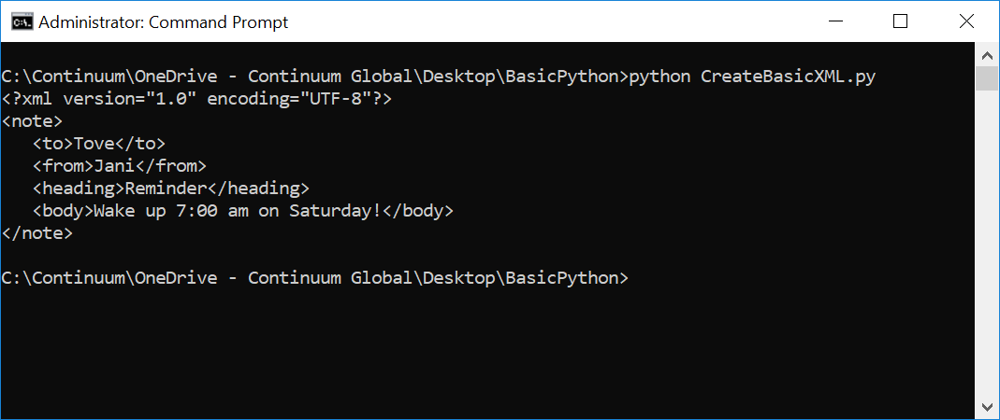 Administrator: Command Prompt
C:\Continuum\OneDrive - Continuum Global\Desktop\BasicPython>python CreateBasicXML.py
<?xml version="1.0" encoding="UTF-8"?>
<note>
   <to>Tove</to>
   <from>Jani</from>
   <heading>Reminder</heading>
   <body>Wake up 7:00 am on Saturday!</body>
</note>
C:\Continuum\OneDrive - Continuum Global\Desktop\BasicPython>